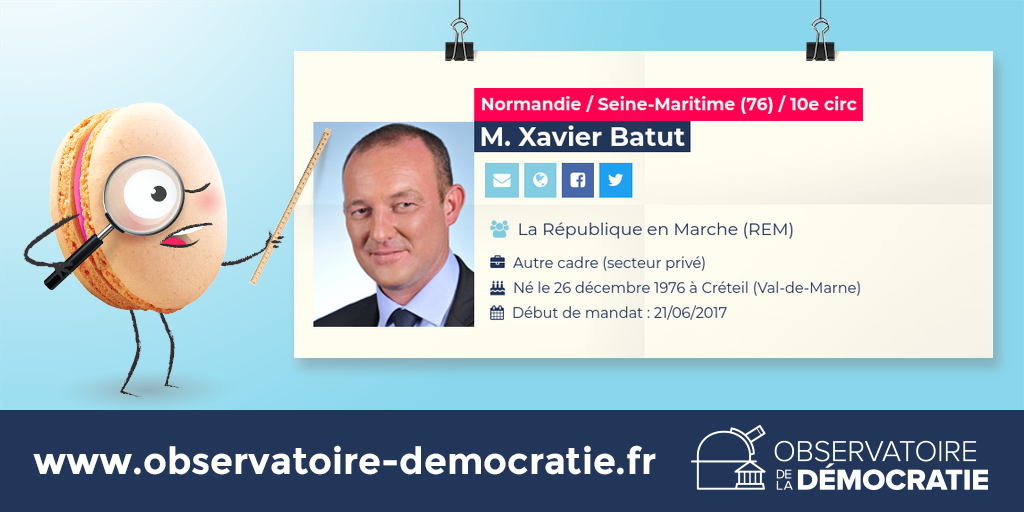 Normandie / Seine-Maritime (76) / 10e circ
M. Xavier Batut
La République en Marche (REM)
Autre cadre (secteur privé)
Né le 26 décembre 1976 à Créteil (Val-de-Marne)
Début de mandat : 21/06/2017
www.observatoire-democratie.fr
OBSERVATOIRE
DE LA DÉMOCRATIE